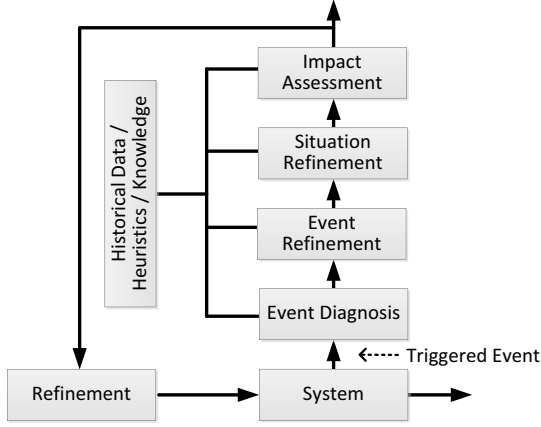 Impact
Assessment
Historical Data /
Heuristics / Knowledge
Situation
Refinement
Event
Refinement
Event Diagnosis
Triggered Event
Refinement
System